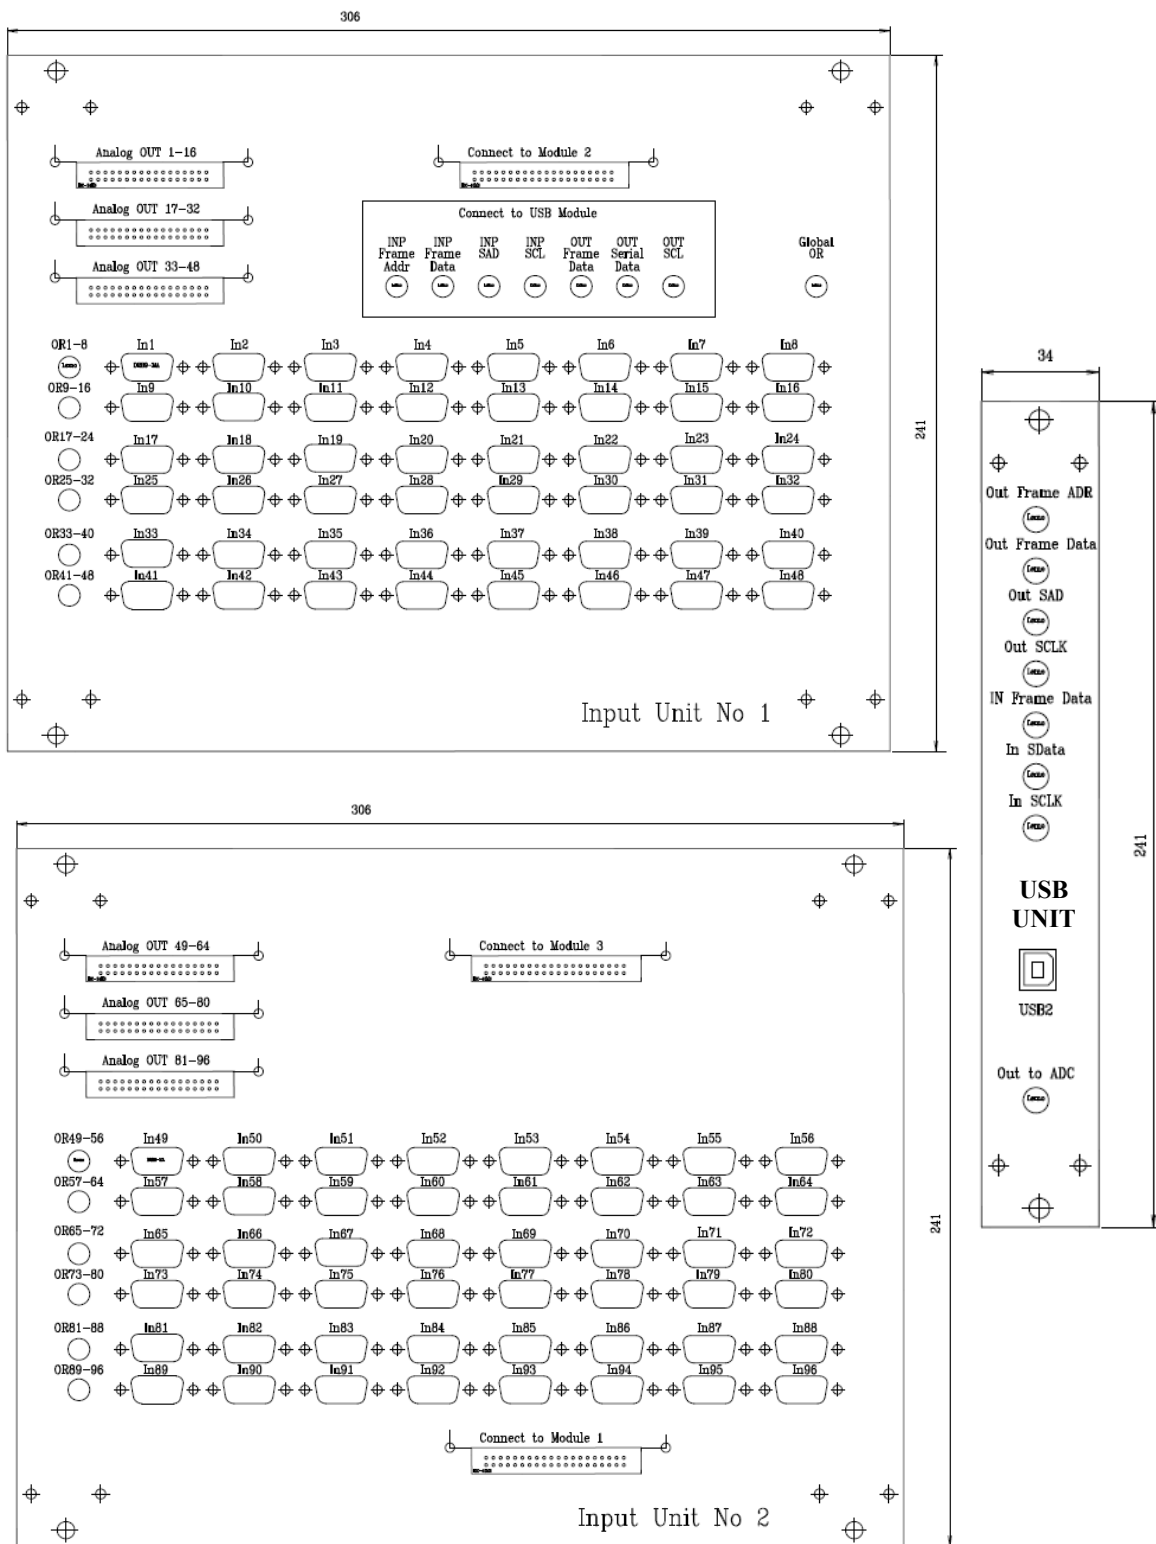 306
Analog OUT 1-16
Connect to Module 2
Analog OUT 17-32
Connect to USB Module
INP Frame Addr
INP Frame Data
INP SAD
INP SCL
OUT Frame Data
OUT Serial Data
OUT SCL
Global OR
Analog OUT 33-48
OR1-8 In1 In2 In3 In4 In5 In6 In7 In8
Lemo
OR9-16 In9 In10 In11 In12 In13 In14 In15 In16
OR17-24 In17 In18 In19 In20 In21 In22 In23 In24
OR25-32 In25 In26 In27 In28 In29 In30 In31 In32
OR33-40 In33 In34 In35 In36 In37 In38 In39 In40
OR41-48 In41 In42 In43 In44 In45 In46 In47 In48
Input Unit No 1
241
34
Out Frame ADR
Lemo
Out Frame Data
Lemo
Out SAD
Lemo
Out SCLK
Lemo
IN Frame Data
Lemo
In SData
Lemo
In SCLK
Lemo
USB
UNIT
USB2
Out to ADC
Lemo
241
306
Analog OUT 49-64
Connect to Module 3
Analog OUT 65-80
Analog OUT 81-96
OR49-56 In49 In50 In51 In52 In53 In54 In55 In56
OR57-64 In57 In58 In59 In60 In61 In62 In63 In64
OR65-72 In65 In66 In67 In68 In69 In70 In71 In72
OR73-80 In73 In74 In75 In76 In77 In78 In79 In80
OR81-88 In81 In82 In83 In84 In85 In86 In87 In88
OR89-96 In89 In90 In91 In92 In93 In94 In95 In96
Connect to Module 1
Input Unit No 2
241